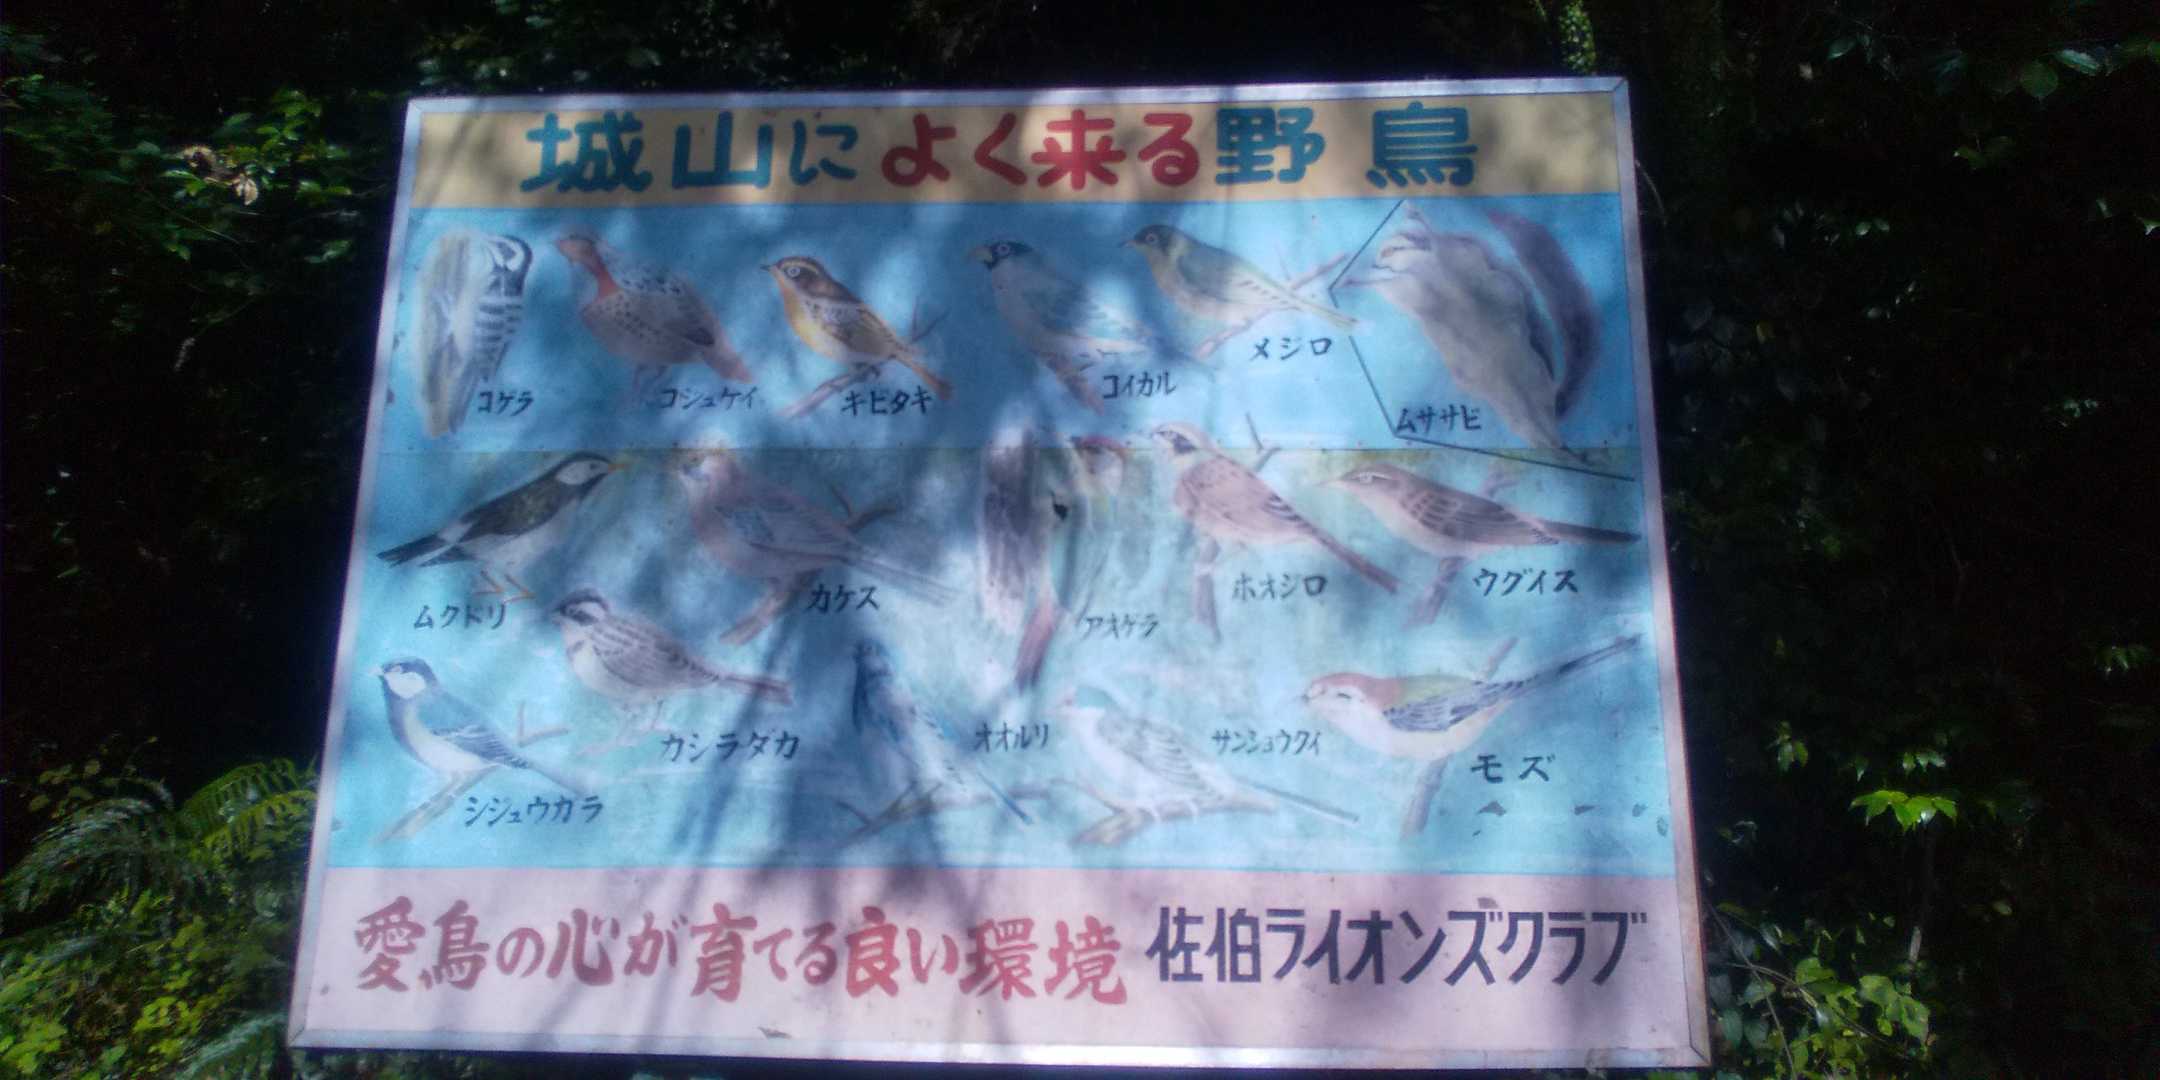 城山によく来る野鳥
コゲラ
コジュケイ
キビタキ
コイカル
メジロ
ムササビ
ムクドリ
カケス
アオゲラ
ホオジロ
ウグイス
シジュウカラ
カシラダカ
オオルリ
サンショウクイ
モズ
愛鳥の心が育てる良い環境 佐伯ライオンズクラブ